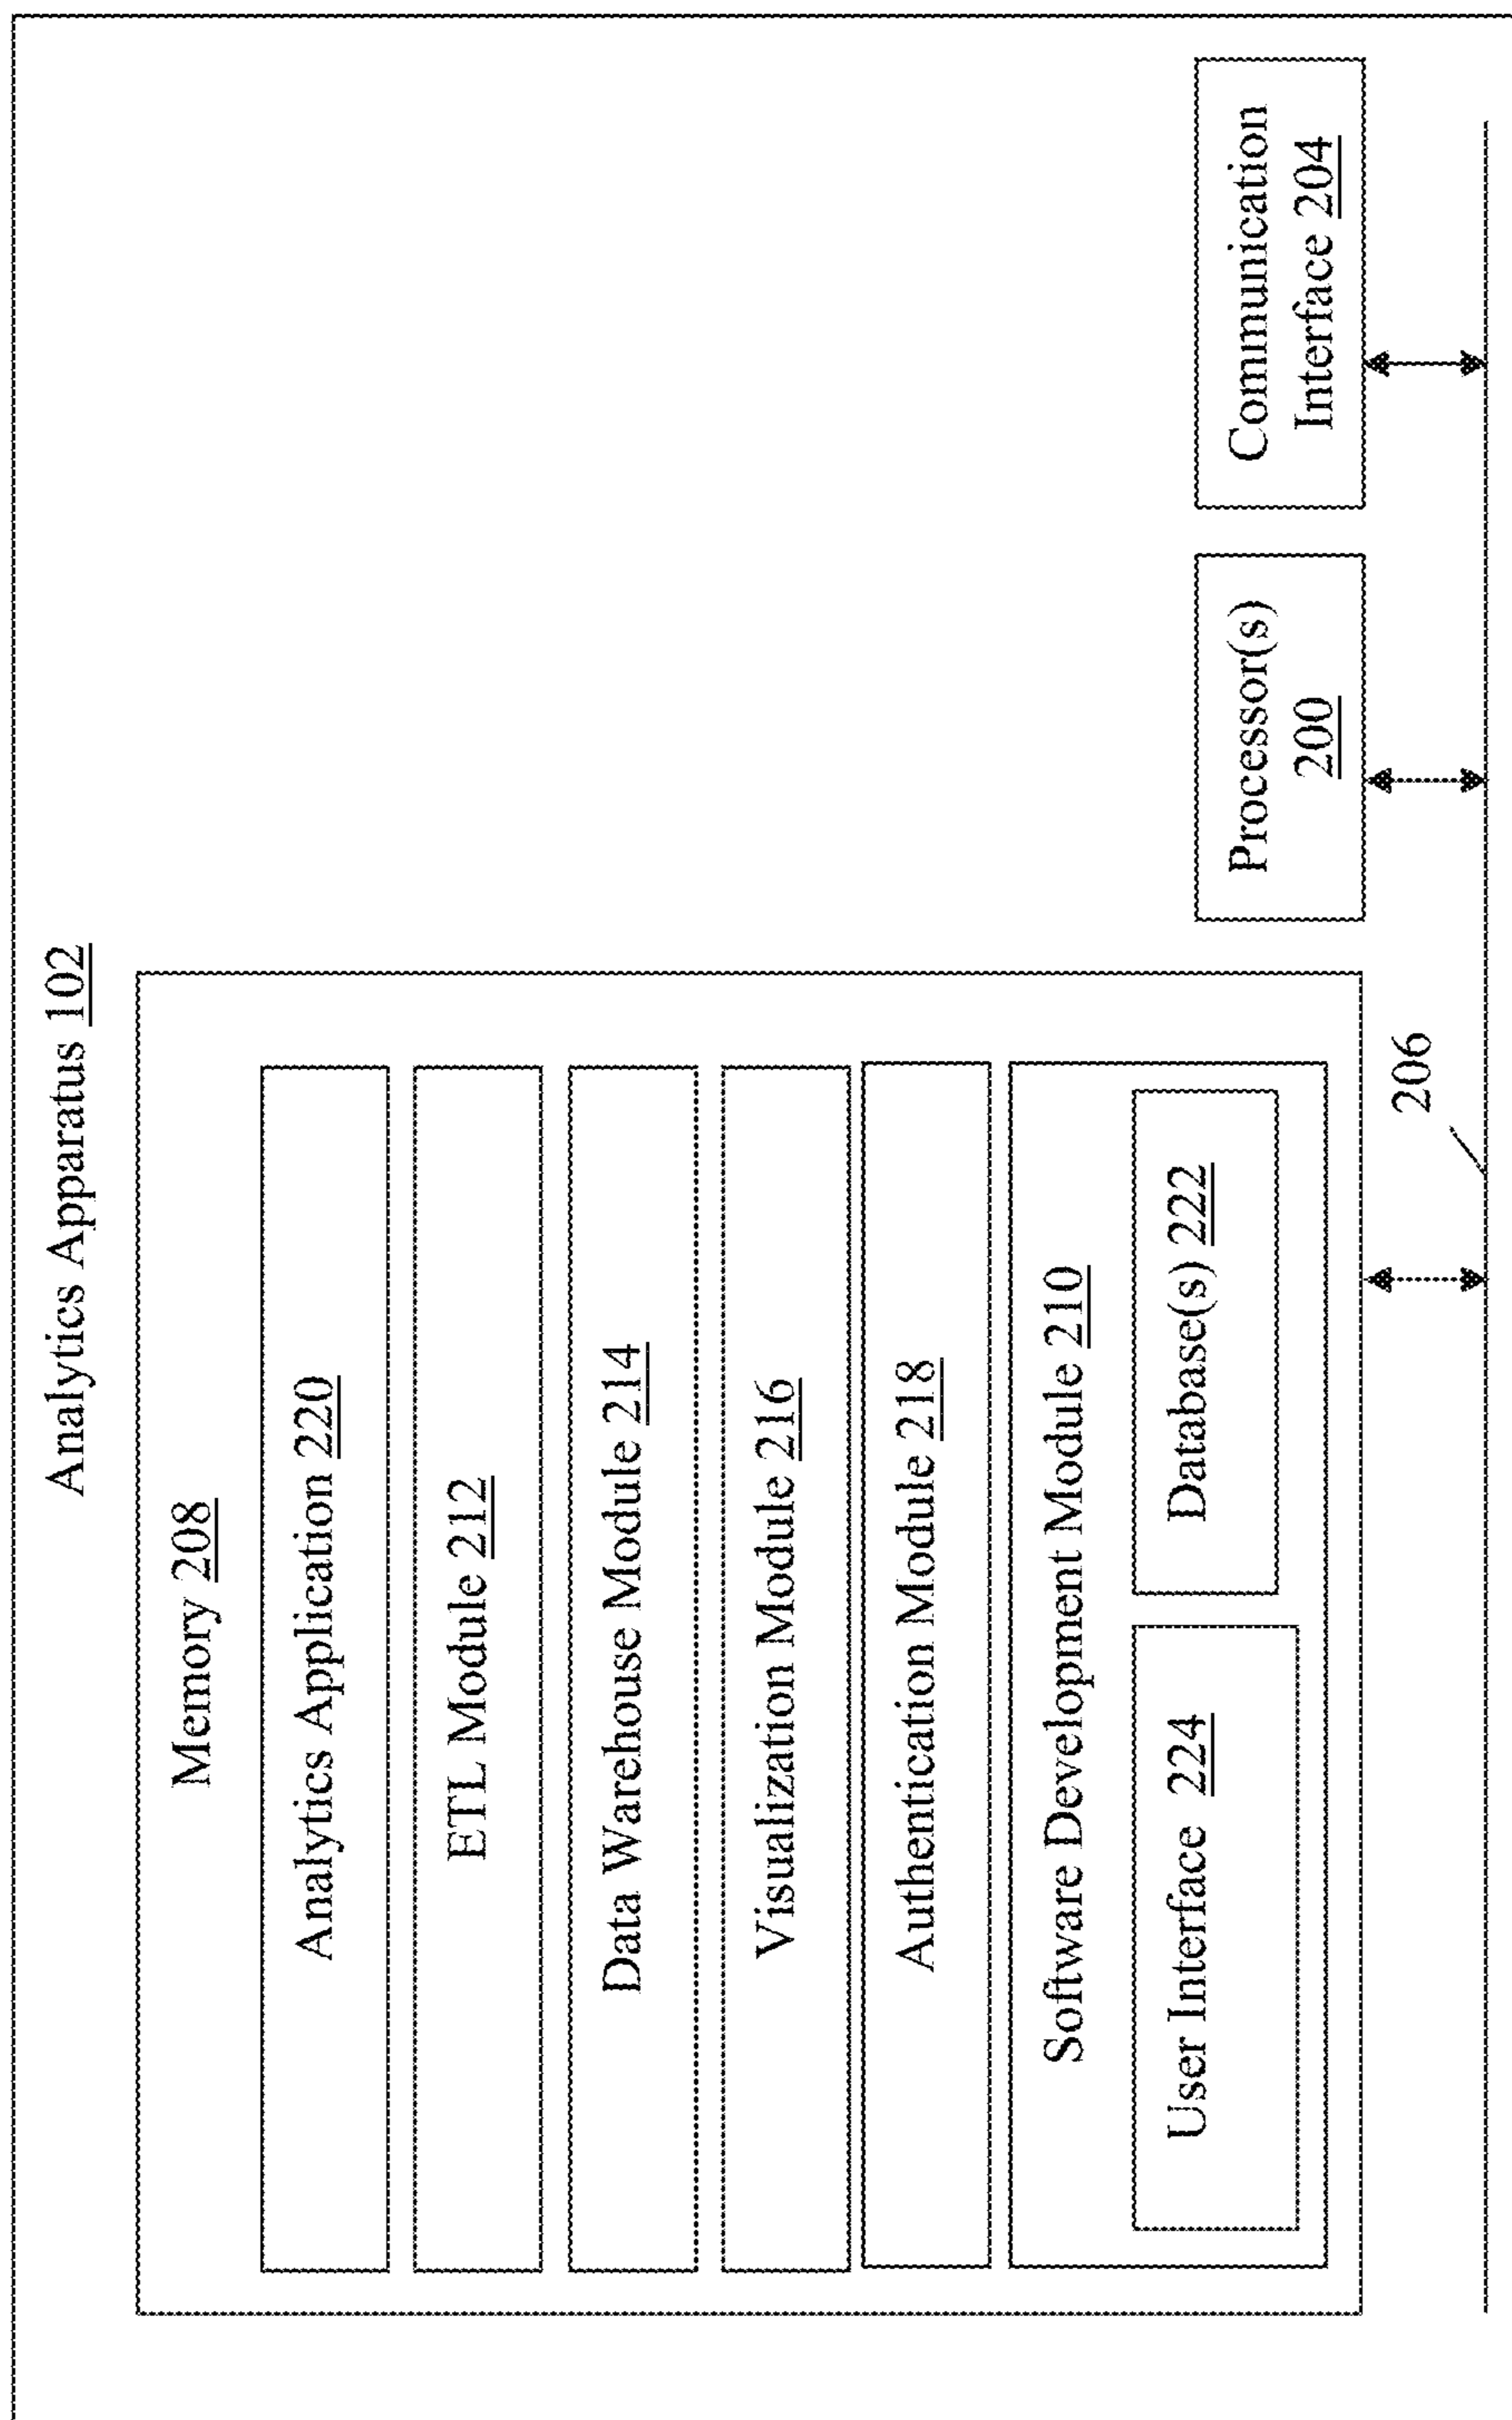 Analytics Apparatus 102
Memory 208
Analytics Application 220
ETL Module 212
Data Warehouse Module 214
Visualization Module 216
Authentication Module 218
Software Development Module 210
User Interface 224
Database(s) 222
Processor(s)
200
Communication
Interface 204
206